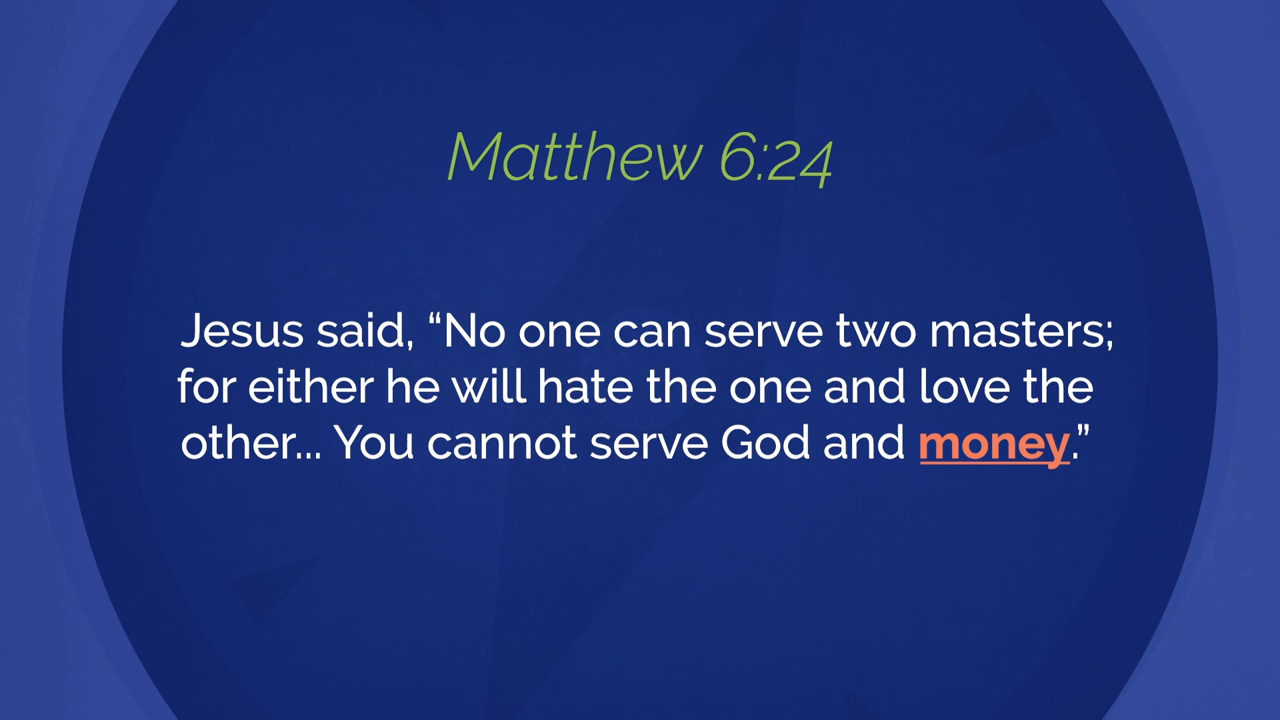 Matthew 6:24
Jesus said, “No one can serve two masters;
for either he will hate the one and love the
other... You cannot serve God and money.”